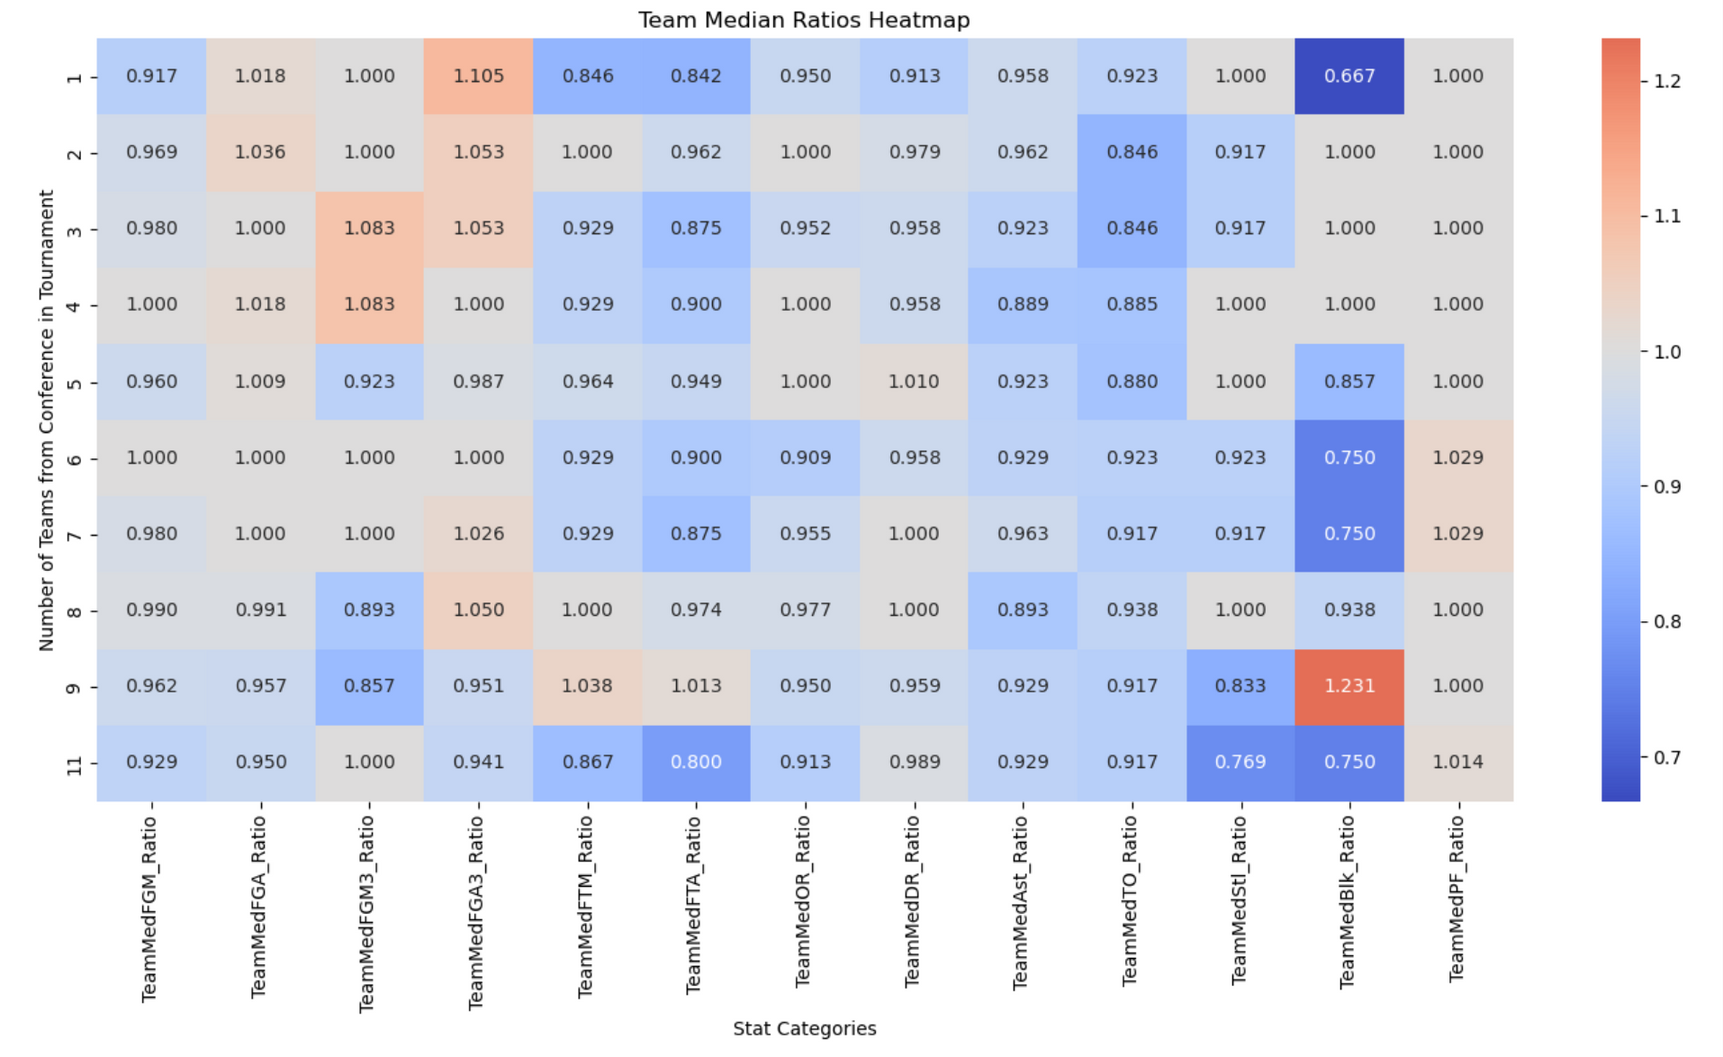 Team Median Ratios Heatmap
Number of Teams from Conference in Tournament
1 0.917 1.018 1.000 1.105 0.846 0.842 0.950 0.913 0.958 0.923 1.000 0.667 1.000
2 0.969 1.036 1.000 1.053 1.000 0.962 1.000 0.979 0.962 0.846 0.917 1.000 1.000
3 0.980 1.000 1.083 1.053 0.929 0.875 0.952 0.958 0.923 0.846 0.917 1.000 1.000
4 1.000 1.018 1.083 1.000 0.929 0.900 1.000 0.958 0.889 0.885 1.000 1.000 1.000
5 0.960 1.009 0.923 0.987 0.964 0.949 1.000 1.010 0.923 0.880 1.000 0.857 1.000
6 1.000 1.000 1.000 1.000 0.929 0.900 0.909 0.958 0.929 0.923 0.923 0.750 1.029
7 0.980 1.000 1.000 1.026 0.929 0.875 0.955 1.000 0.963 0.917 0.917 0.750 1.029
8 0.990 0.991 0.893 1.050 1.000 0.974 0.977 1.000 0.893 0.938 1.000 0.938 1.000
9 0.962 0.957 0.857 0.951 1.038 1.013 0.950 0.959 0.929 0.917 0.833 1.231 1.000
11 0.929 0.950 1.000 0.941 0.867 0.800 0.913 0.989 0.929 0.917 0.769 0.750 1.014
TeamMedFGM_Ratio
TeamMedFGA_Ratio
TeamMedFGM3_Ratio
TeamMedFGA3_Ratio
TeamMedFTM_Ratio
TeamMedFTA_Ratio
TeamMedOR_Ratio
TeamMedDR_Ratio
TeamMedAst_Ratio
TeamMedTO_Ratio
TeamMedStl_Ratio
TeamMedBlk_Ratio
TeamMedPF_Ratio
Stat Categories
1.2
1.1
1.0
0.9
0.8
0.7